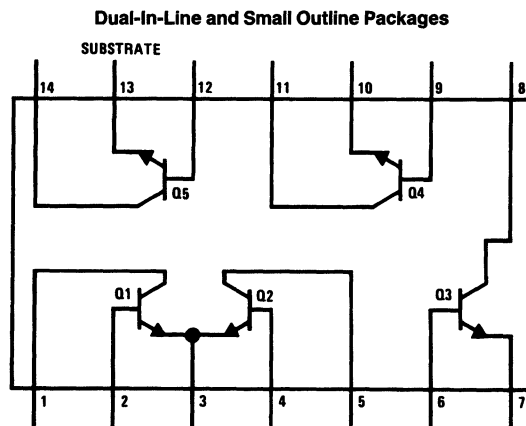 Dual-In-Line and Small Outline Packages
SUBSTRATE
14 13 12 11 10 9 8
Q5 Q4
Q1 Q2 Q3
1 2 3 4 5 6 7